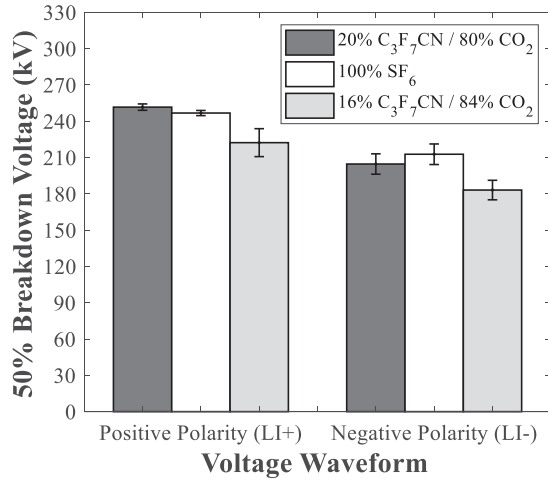 330
300
270
240
210
180
150
120
90
60
30
0
50% Breakdown Voltage (kV)
20% C₃F₇CN / 80% CO₂
100% SF₆
16% C₃F₇CN / 84% CO₂
Positive Polarity (LI+)
Negative Polarity (LI-)
Voltage Waveform